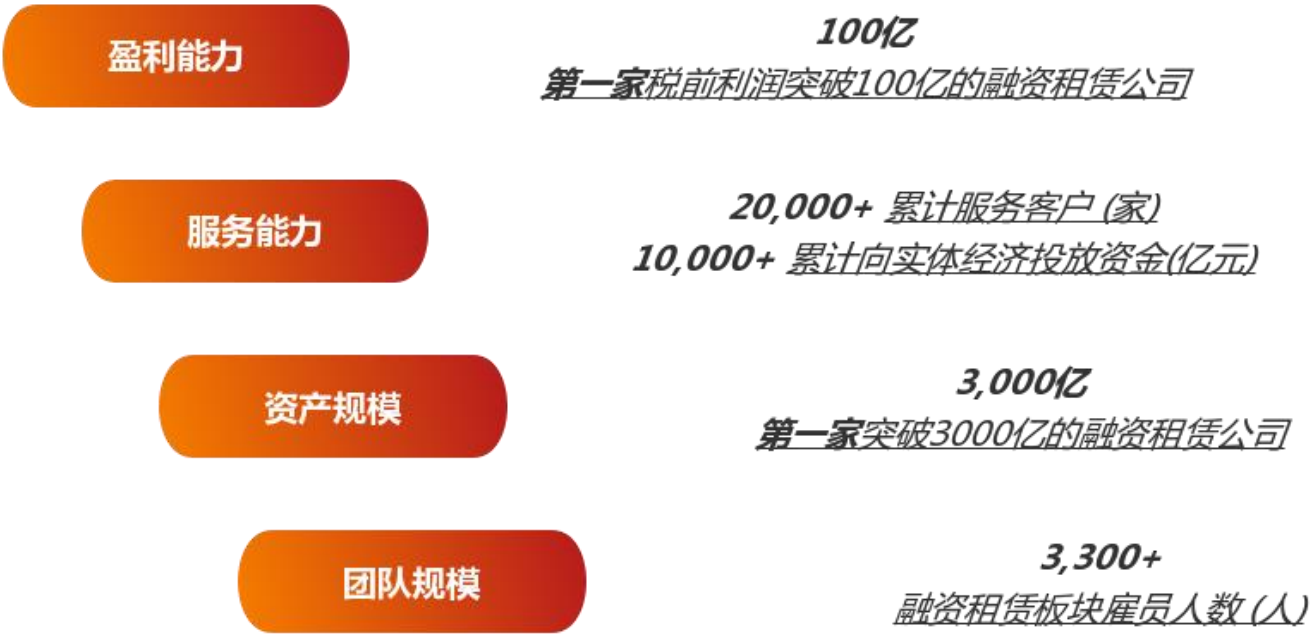 盈利能力
100亿
第一家税前利润突破100亿的融资租赁公司
服务能力
20,000+ 累计服务客户 (家)
10,000+ 累计向实体经济投放资金(亿元)
资产规模
3,000亿
第一家突破3000亿的融资租赁公司
团队规模
3,300+
融资租赁板块雇员人数 (人)